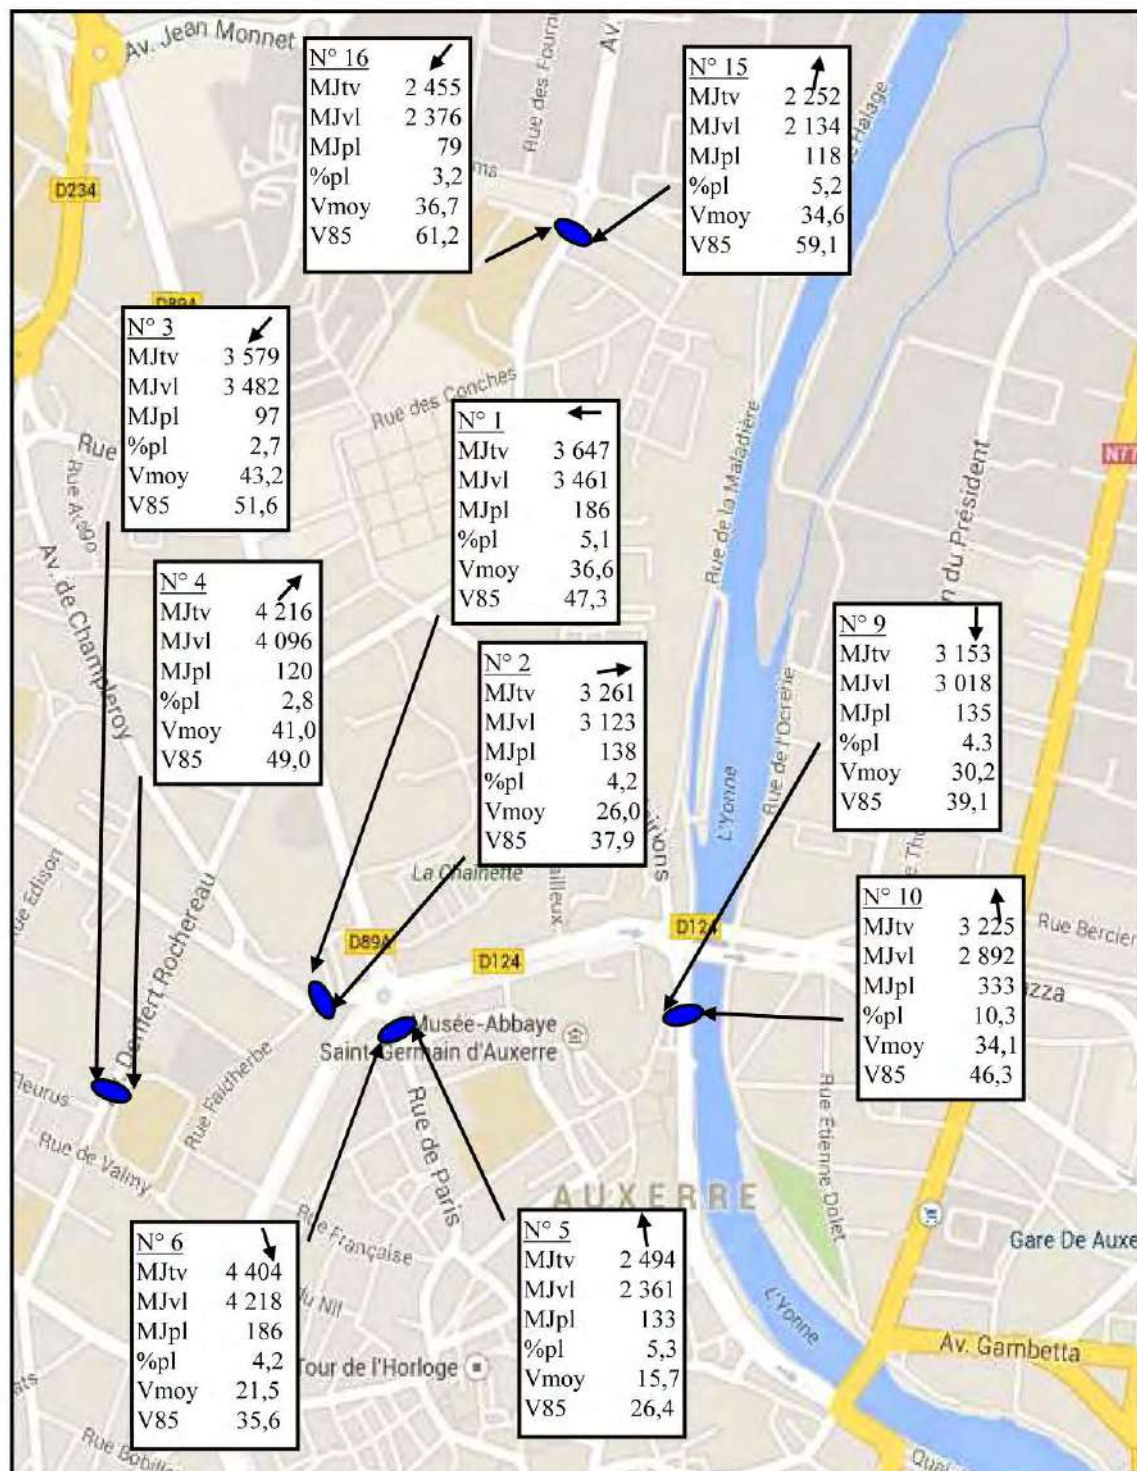 Av. Jean Monnet
Rue des Fourn
Av.
N° 16
MJtv 2 455
MJvl 2 376
MJpl 79
%pl 3,2
Vmoy 36,7
V85 61,2
N° 15
MJtv 2 252
MJvl 2 134
MJpl 118
%pl 5,2
Vmoy 34,6
V85 59,1
Halage
D234
D89A
N° 3
MJtv 3 579
MJvl 3 482
MJpl 97
%pl 2,7
Vmoy 43,2
V85 51,6
Rue des Conches
Rue
N° 1
MJtv 3 647
MJvl 3 461
MJpl 186
%pl 5,1
Vmoy 36,6
V85 47,3
Rue de la Maladière
n du Président
Av. de Champleroy
N° 4
MJtv 4 216
MJvl 4 096
MJpl 120
%pl 2,8
Vmoy 41,0
V85 49,0
N° 2
MJtv 3 261
MJvl 3 123
MJpl 138
%pl 4,2
Vmoy 26,0
V85 37,9
N° 9
MJtv 3 153
MJvl 3 018
MJpl 135
%pl 4.3
Vmoy 30,2
V85 39,1
Rue de l'Ocrerie
L'Yonne
Rue Edison
La Chaînette
ailleux
N° 10
MJtv 3 225
MJvl 2 892
MJpl 333
%pl 10,3
Vmoy 34,1
V85 46,3
Rue Bercier
D89A
D124
D124
Denfert Rochereau
Musée-Abbaye
Saint-Germain d'Auxerre
Fleurus
Rue Faidherbe
Rue de Valmy
Rue de Paris
Rue Etienne Dolet
AUXERRE
Rue Française
du Nil
Gare De Auxe
N° 6
MJtv 4 404
MJvl 4 218
MJpl 186
%pl 4,2
Vmoy 21,5
V85 35,6
N° 5
MJtv 2 494
MJvl 2 361
MJpl 133
%pl 5,3
Vmoy 15,7
V85 26,4
L'Yonne
Tour de l'Horloge
Av. Gambetta